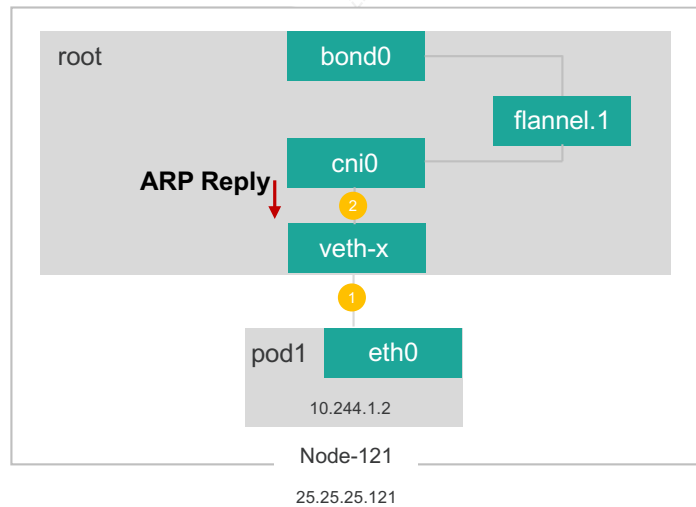 root
bond0
flannel.1
cni0
ARP Reply
2
veth-x
1
pod1
eth0
10.244.1.2
Node-121
25.25.25.121